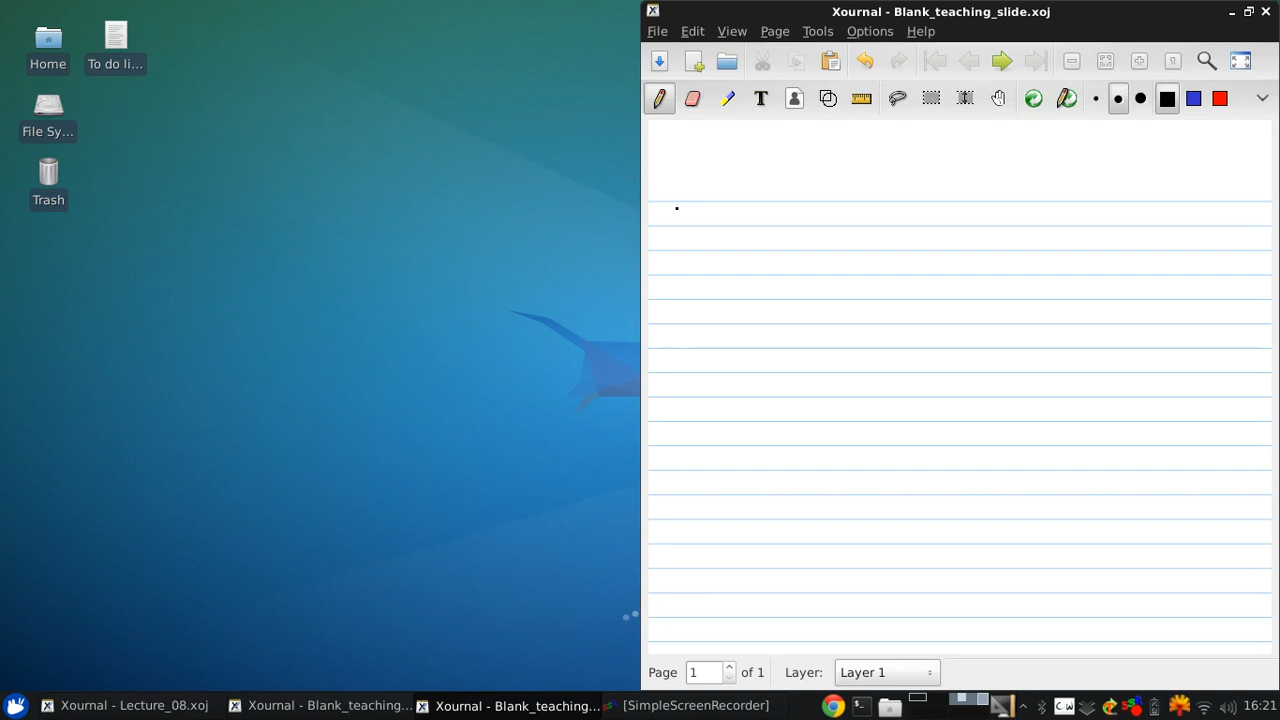 Xournal - Blank_teaching_slide.xoj
File Edit View Page Tools Options Help
Home
To do li...
File Sy...
Trash
Page 1 of 1 Layer: Layer 1
Xournal - Lecture_08.xoj
Xournal - Blank_teaching...
Xournal - Blank_teaching...
[SimpleScreenRecorder]
16:21